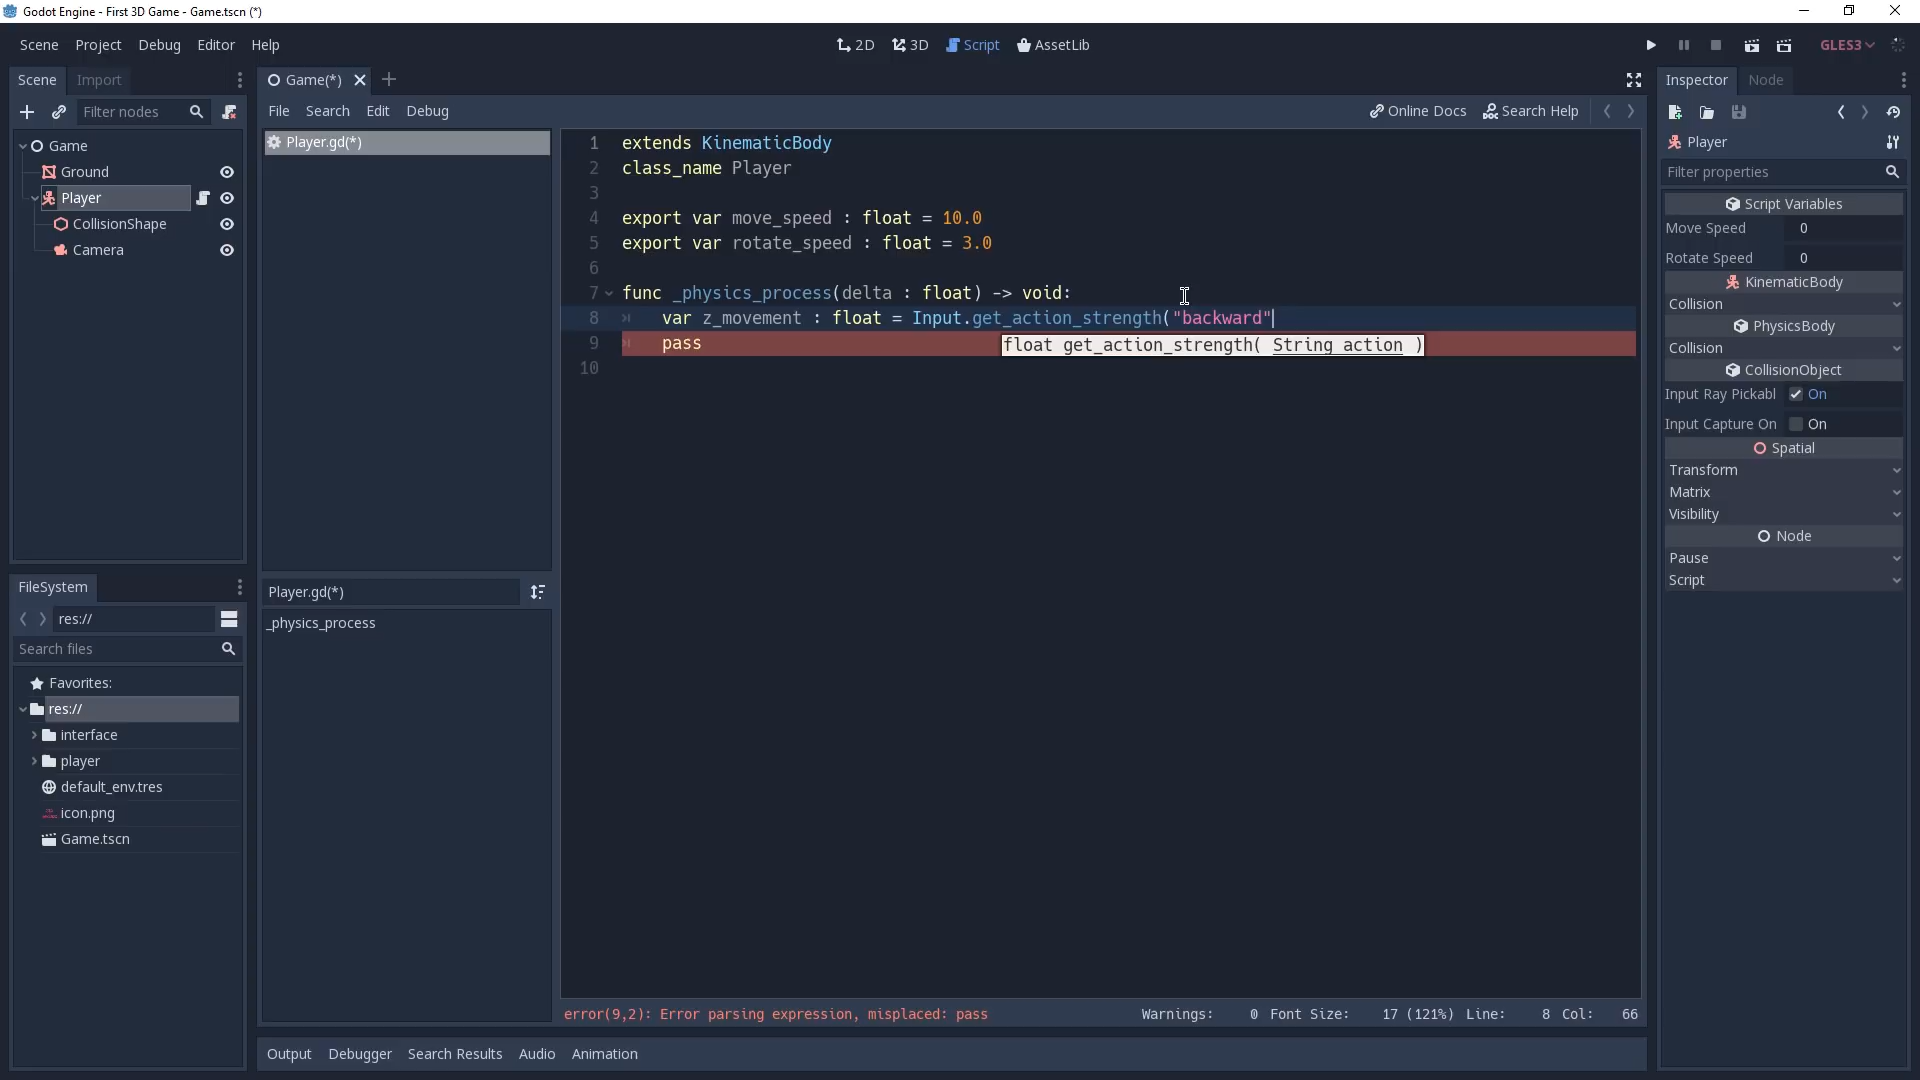 Godot Engine - First 3D Game - Game.tscn (*)
Scene Project Debug Editor Help
2D 3D Script AssetLib
GLES3
Scene Import
Filter nodes
Game
Ground
Player
CollisionShape
Camera
FileSystem
res://
Search files
Favorites:
res://
interface
player
default_env.tres
icon.png
Game.tscn
Game(*)
File Search Edit Debug
Online Docs Search Help
Player.gd(*)
Player.gd(*)
_physics_process
1 extends KinematicBody
2 class_name Player
3
4 export var move_speed : float = 10.0
5 export var rotate_speed : float = 3.0
6
7 func _physics_process(delta : float) -> void:
8 var z_movement : float = Input.get_action_strength("backward"
9 pass
float get_action_strength( String action )
10
error(9,2): Error parsing expression, misplaced: pass
Warnings: 0 Font Size: 17 (121%) Line: 8 Col: 66
Output Debugger Search Results Audio Animation
Inspector Node
Player
Filter properties
Script Variables
Move Speed 0
Rotate Speed 0
KinematicBody
Collision
PhysicsBody
Collision
CollisionObject
Input Ray Pickabl On
Input Capture On On
Spatial
Transform
Matrix
Visibility
Node
Pause
Script